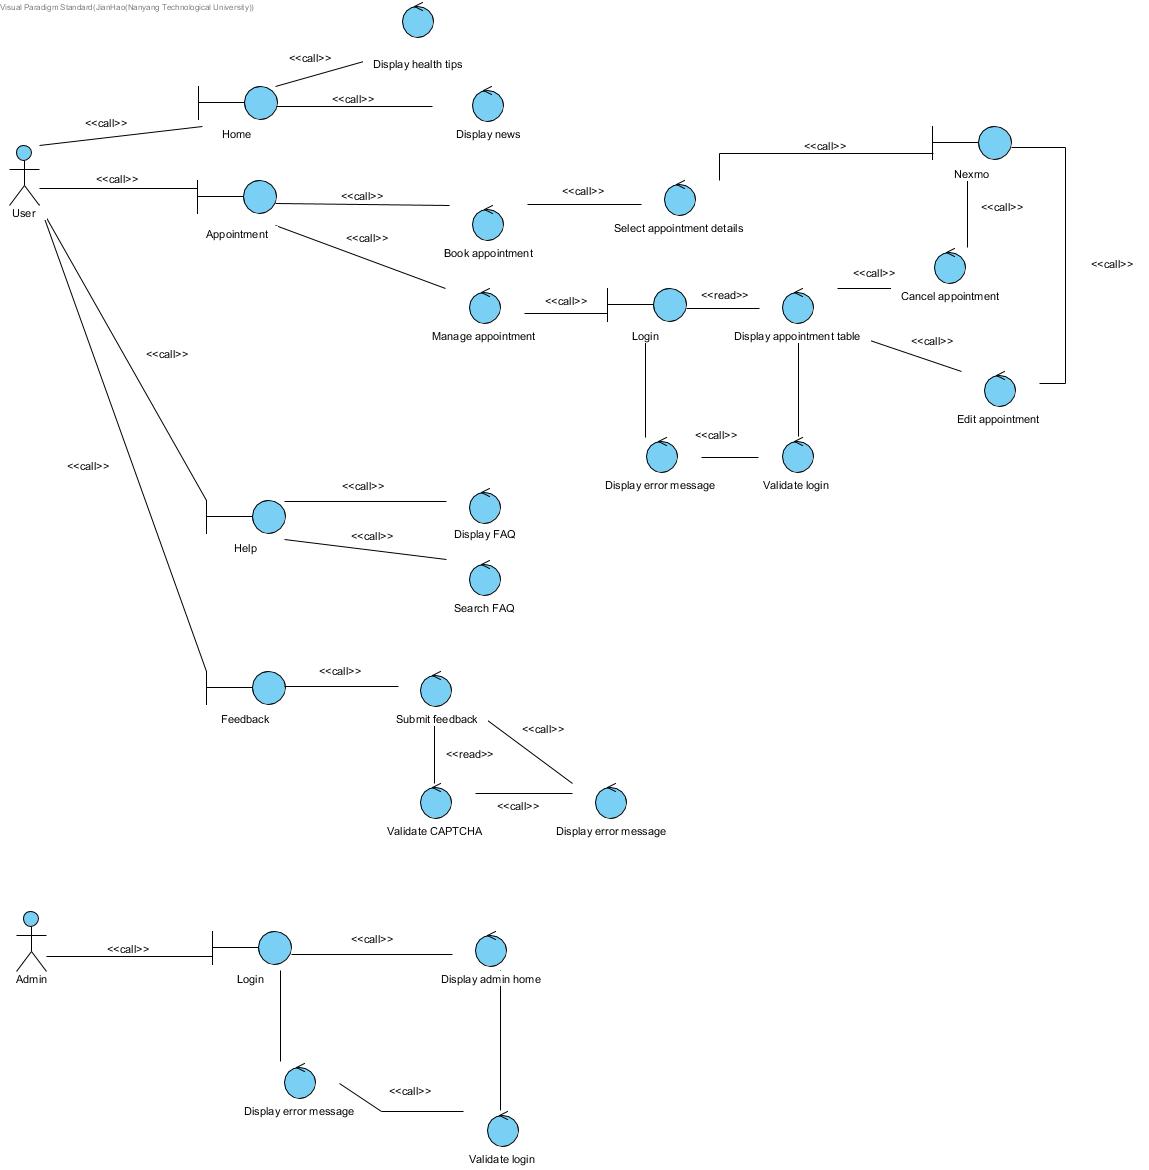 Visual Paradigm Standard(JianHao(Nanyang Technological University))
<<call>>
Display health tips
<<call>>
<<call>>
Home
Display news
<<call>>
Nexmo
<<call>>
User
<<call>>
Appointment
<<call>>
Book appointment
<<call>>
Select appointment details
<<call>>
<<call>>
<<call>>
Manage appointment
<<call>>
Login
<<read>>
Display appointment table
<<call>>
Cancel appointment
<<call>>
Edit appointment
<<call>>
Display error message
Validate login
<<call>>
<<call>>
<<call>>
Display FAQ
Help
<<call>>
Search FAQ
<<call>>
Feedback
Submit feedback
<<call>>
<<read>>
Validate CAPTCHA
<<call>>
Display error message
<<call>>
Admin
<<call>>
Login
Display admin home
<<call>>
Display error message
Validate login